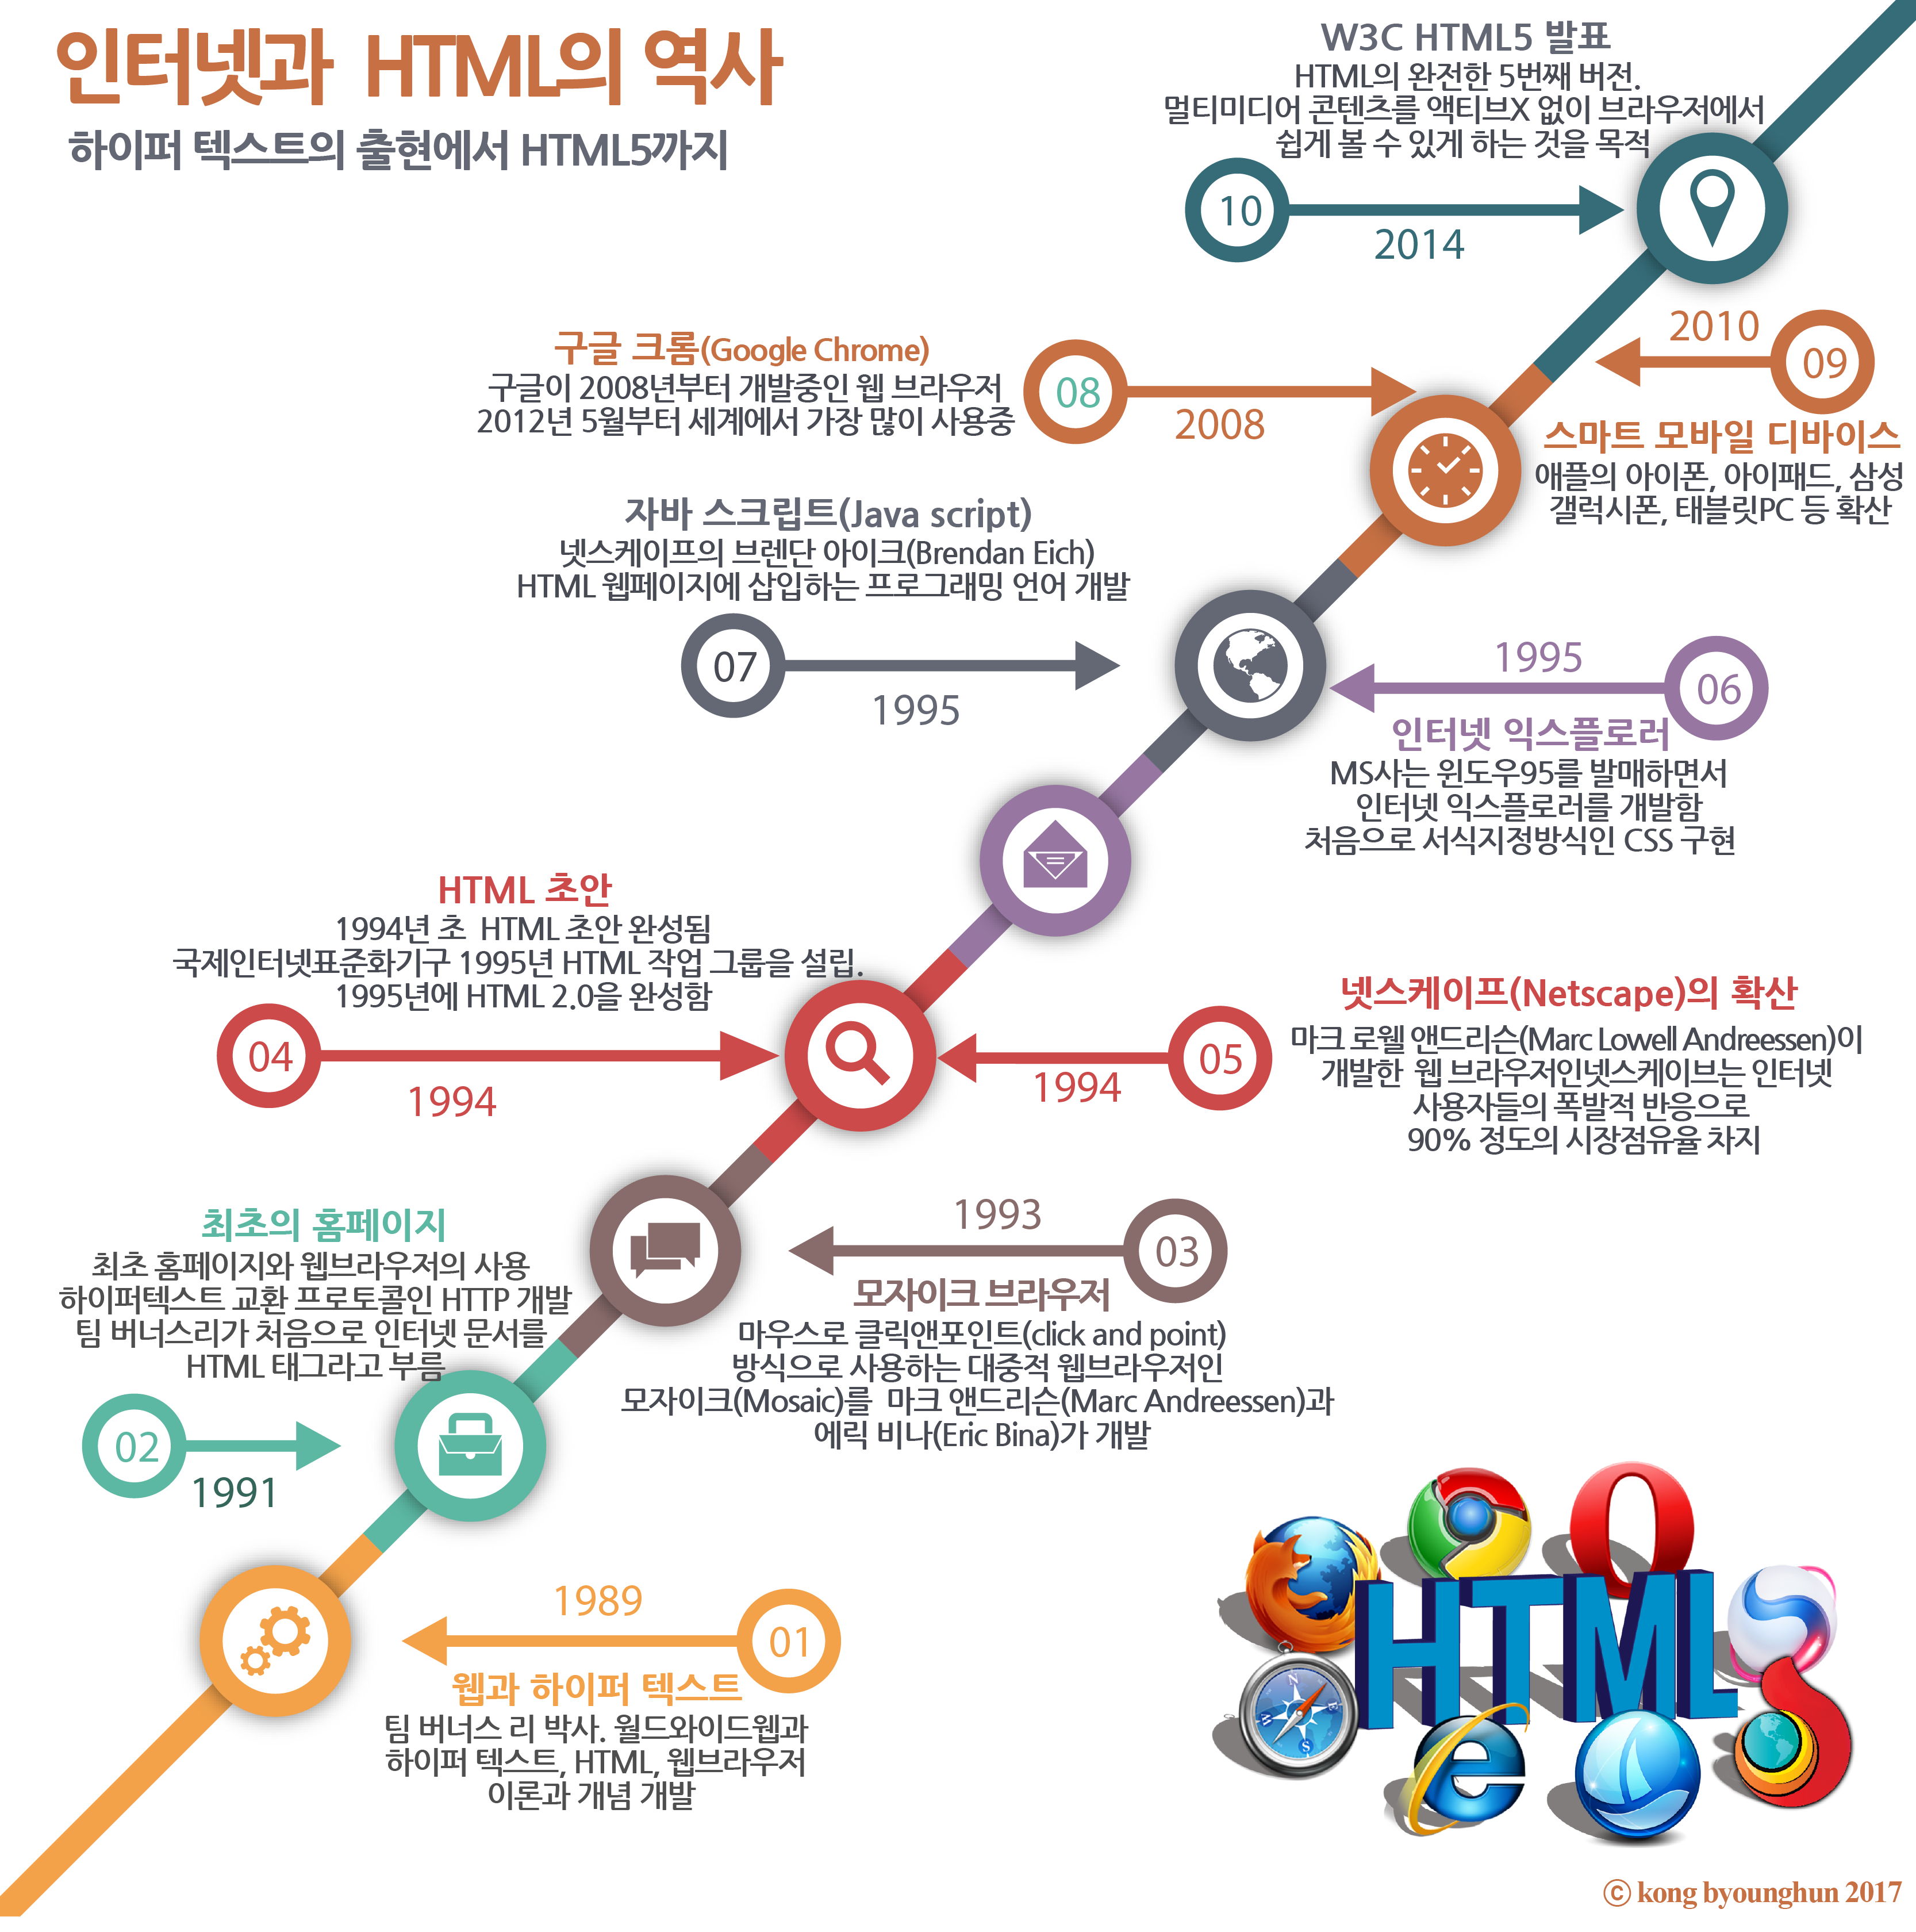 인터넷과 HTML의 역사
하이퍼 텍스트의 출현에서 HTML5까지
W3C HTML5 발표
HTML의 완전한 5번째 버전.
멀티미디어 콘텐츠를 액티브X 없이 브라우저에서
쉽게 볼 수 있게 하는 것을 목적
10
2014
2010
09
스마트 모바일 디바이스
애플의 아이폰, 아이패드, 삼성
갤럭시폰, 태블릿PC 등 확산
구글 크롬(Google Chrome)
구글이 2008년부터 개발중인 웹 브라우저
2012년 5월부터 세계에서 가장 많이 사용중
08
2008
자바 스크립트(Java script)
넷스케이프의 브렌단 아이크(Brendan Eich)
HTML 웹페이지에 삽입하는 프로그래밍 언어 개발
07
1995
1995
06
인터넷 익스플로러
MS사는 윈도우95를 발매하면서
인터넷 익스플로러를 개발함
처음으로 서식지정방식인 CSS 구현
HTML 초안
1994년 초 HTML 초안 완성됨
국제인터넷표준화기구 1995년 HTML 작업 그룹을 설립.
1995년에 HTML 2.0을 완성함
04
1994
넷스케이프(Netscape)의 확산
마크 로웰 앤드리슨(Marc Lowell Andreessen)이
개발한 웹 브라우저인넷스케이브는 인터넷
사용자들의 폭발적 반응으로
90% 정도의 시장점유율 차지
1994
05
1993
03
모자이크 브라우저
마우스로 클릭앤포인트(click and point)
방식으로 사용하는 대중적 웹브라우저인
모자이크(Mosaic)를 마크 앤드리슨(Marc Andreessen)과
에릭 비나(Eric Bina)가 개발
최초의 홈페이지
최초 홈페이지와 웹브라우저의 사용
하이퍼텍스트 교환 프로토콜인 HTTP 개발
팀 버너스리가 처음으로 인터넷 문서를
HTML 태그라고 부름
02
1991
1989
01
웹과 하이퍼 텍스트
팀 버너스 리 박사. 월드와이드웹과
하이퍼 텍스트, HTML, 웹브라우저
이론과 개념 개발
HTML
N
E
W
S
ⓒ kong byounghun 2017